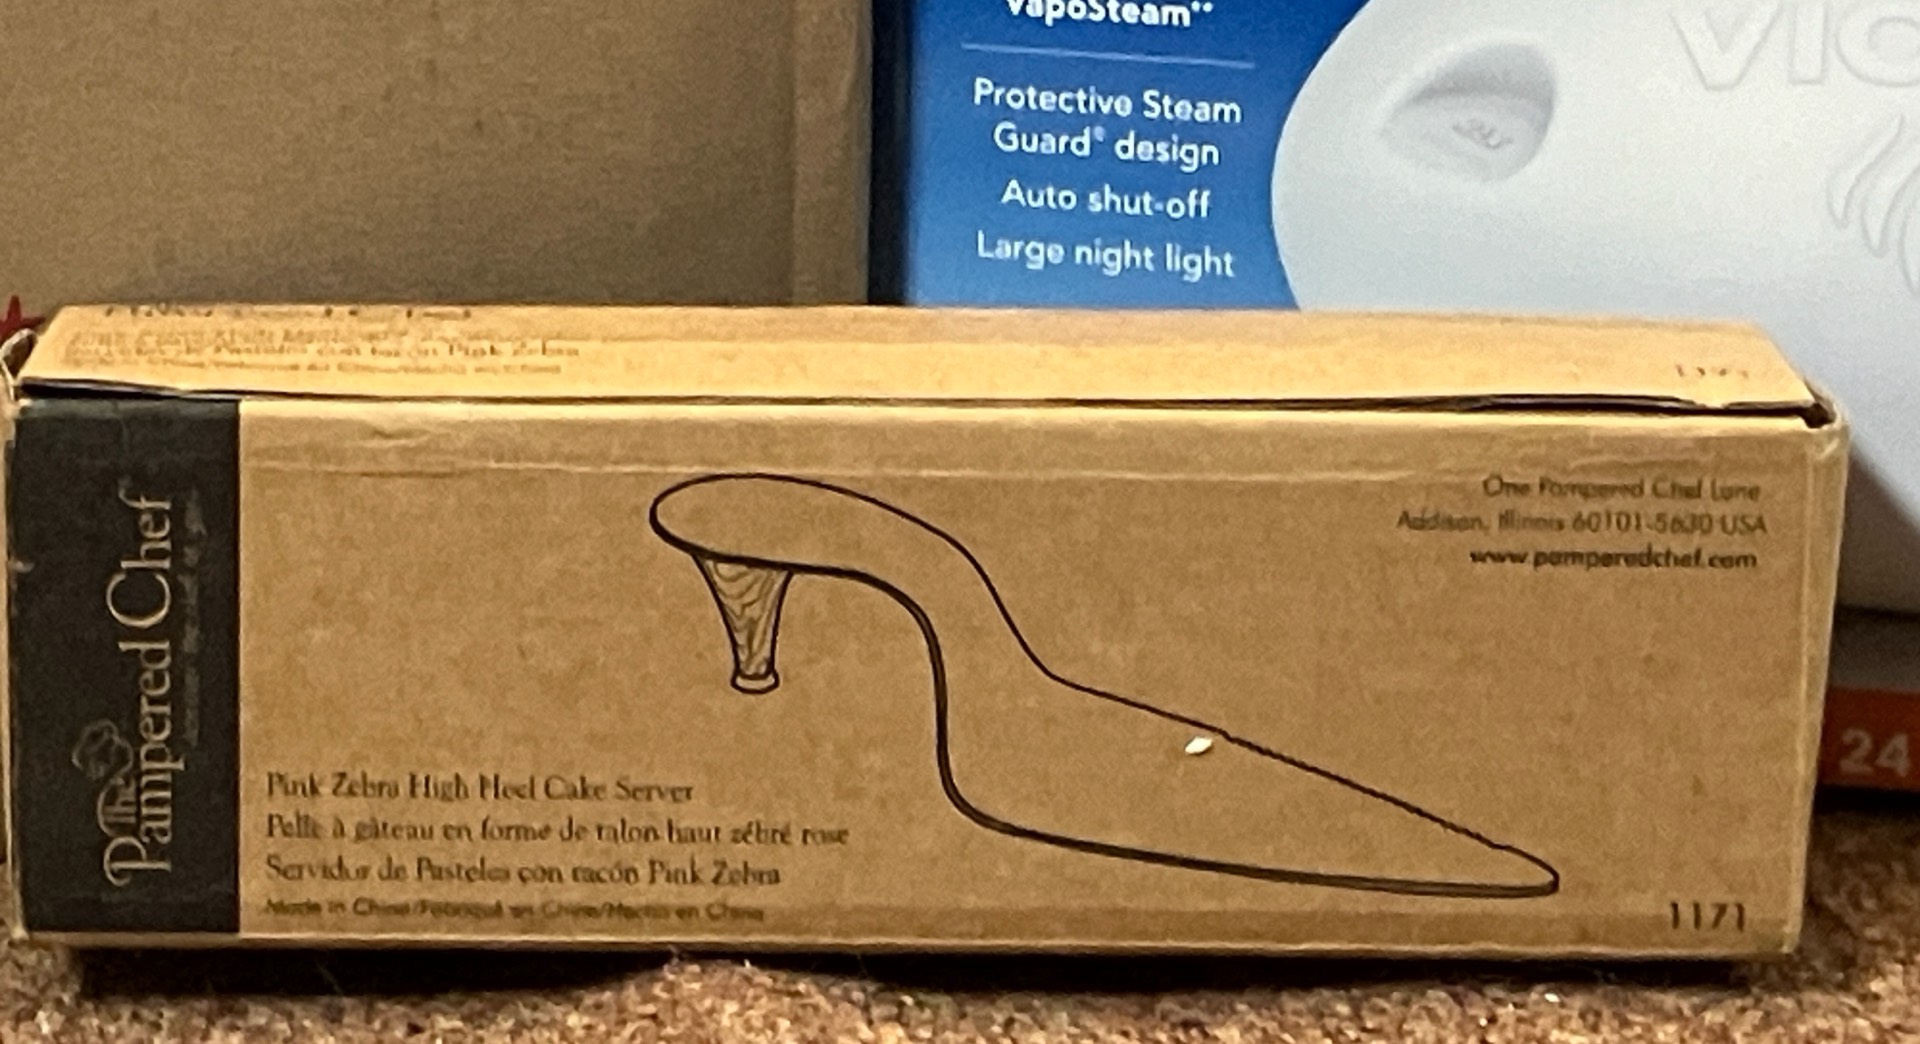 VapoSteam**
Protective Steam
Guard® design
Auto shut-off
Large night light
Pampered Chef
One Pampered Chef Lane
Addison, Illinois 60101-5630 USA
www.pamperedchef.com
Pink Zebra High Heel Cake Server
Pelle à gâteau en forme de talon haut zébré rose
Servidor de Pasteles con tacón Pink Zebra
Made in China/Fabriqué en Chine/Hecho en China
1171
24